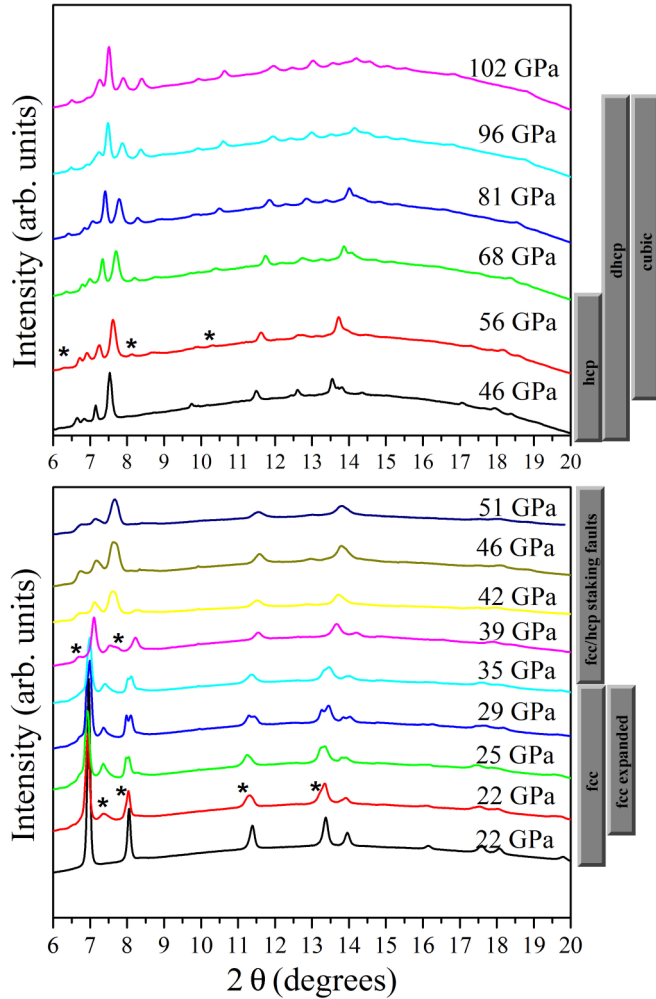 Intensity (arb. units)
102 GPa
96 GPa
81 GPa
68 GPa
56 GPa
46 GPa
* * *
hcp
dhcp
cubic
6 7 8 9 10 11 12 13 14 15 16 17 18 19 20
Intensity (arb. units)
51 GPa
46 GPa
42 GPa
39 GPa
35 GPa
29 GPa
25 GPa
22 GPa
22 GPa
* *
* * * *
fcc/hcp staking faults
fcc
fcc expanded
6 7 8 9 10 11 12 13 14 15 16 17 18 19 20
2 θ (degrees)